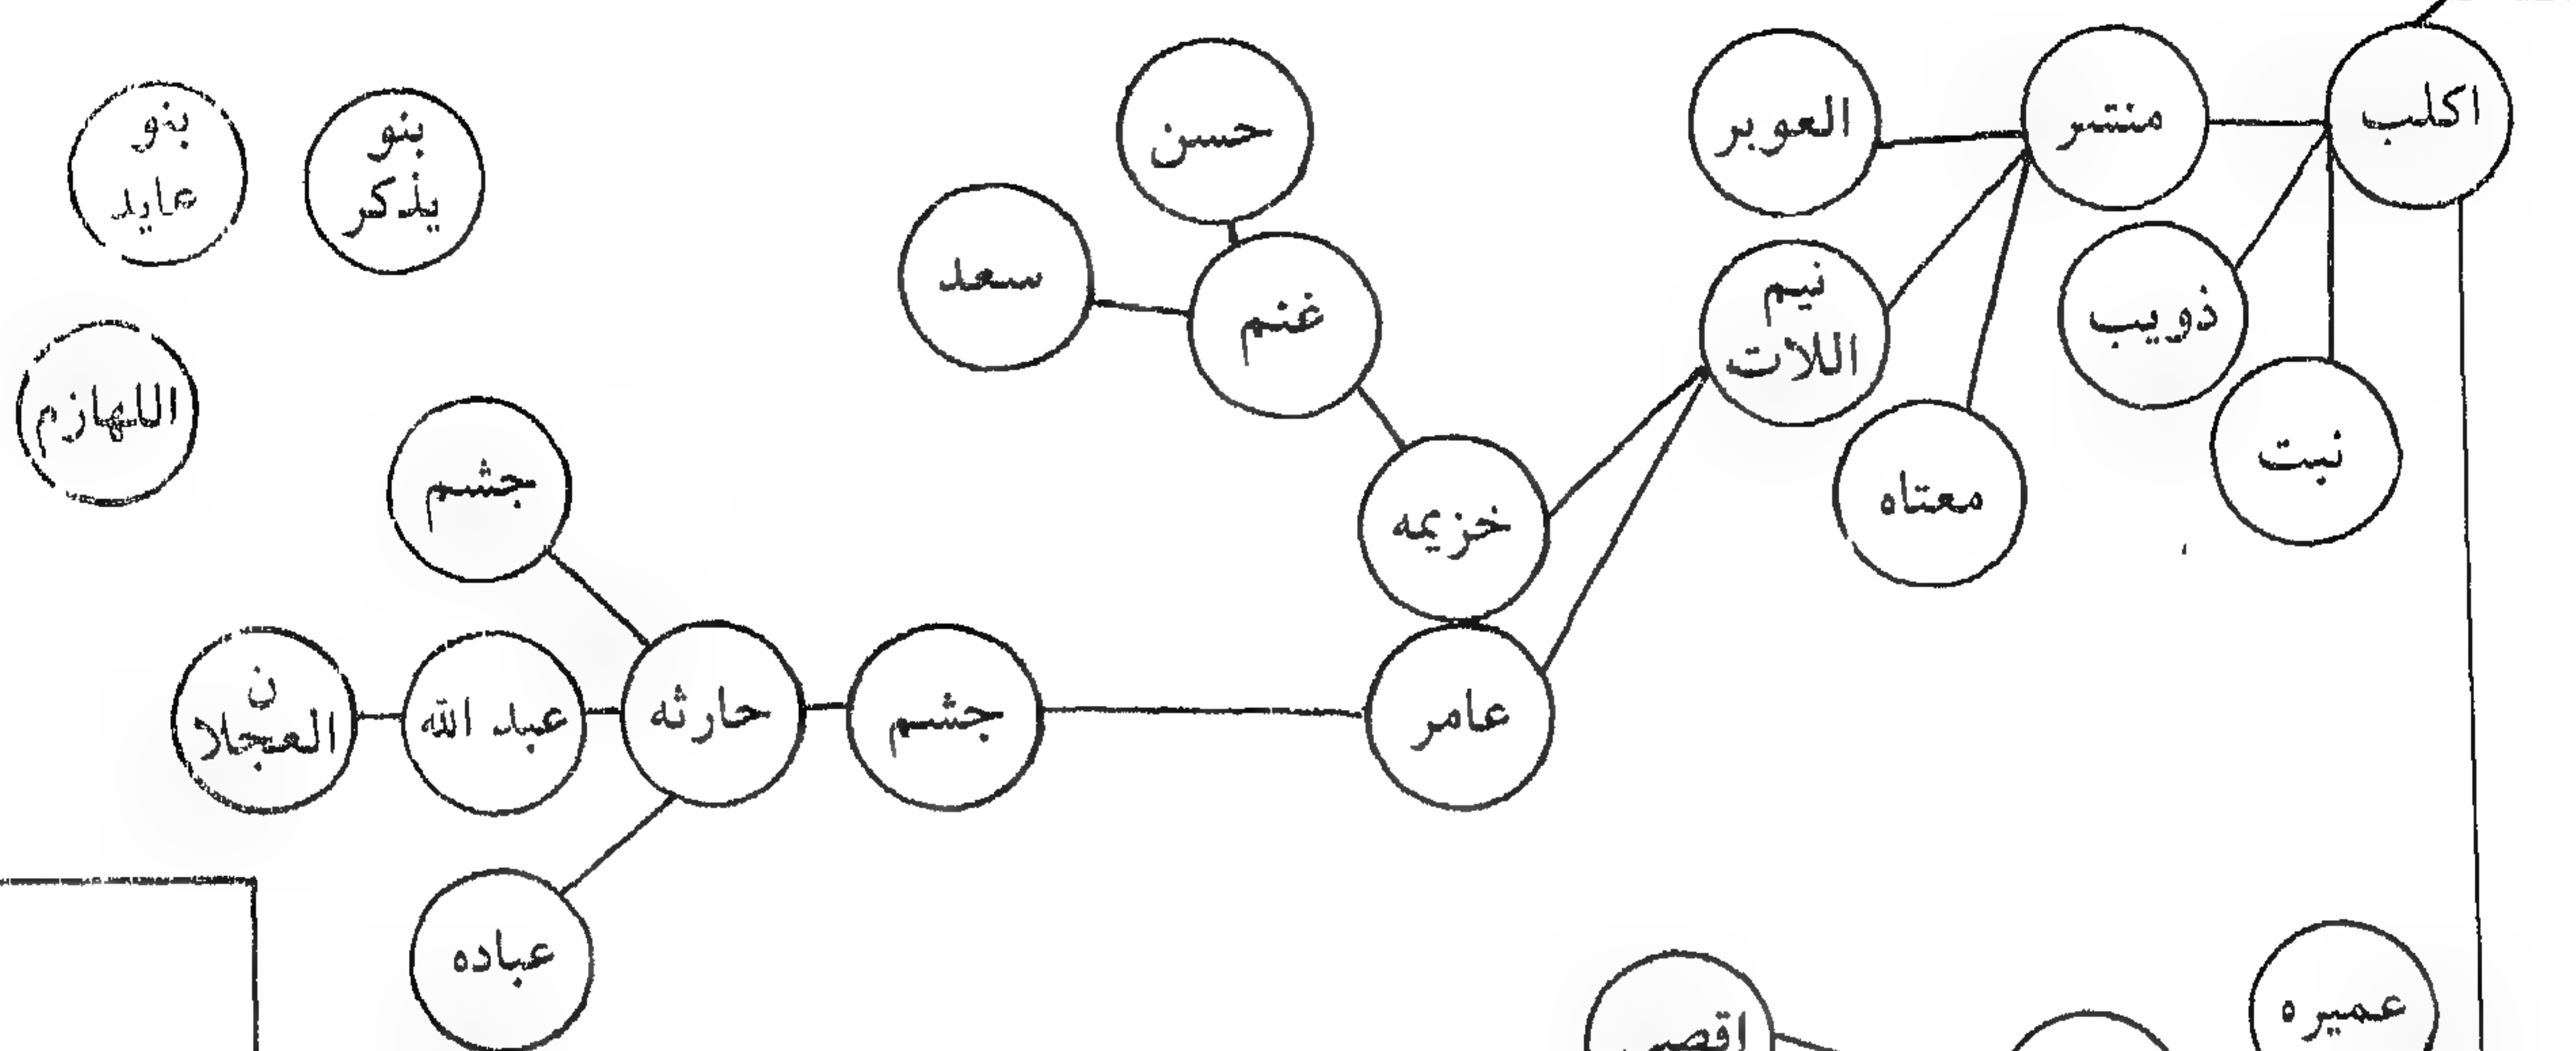 اكلب
منتشر
العوبر
حسن
بنو
يذكر
بنو
عايد
ذويب
نيم
اللات
غنم
سعد
نبت
معتاه
خزيمه
جشم
اللهازم
عامر
جشم
حارثه
عبد الله
ن
العجلا
عباده
عميره